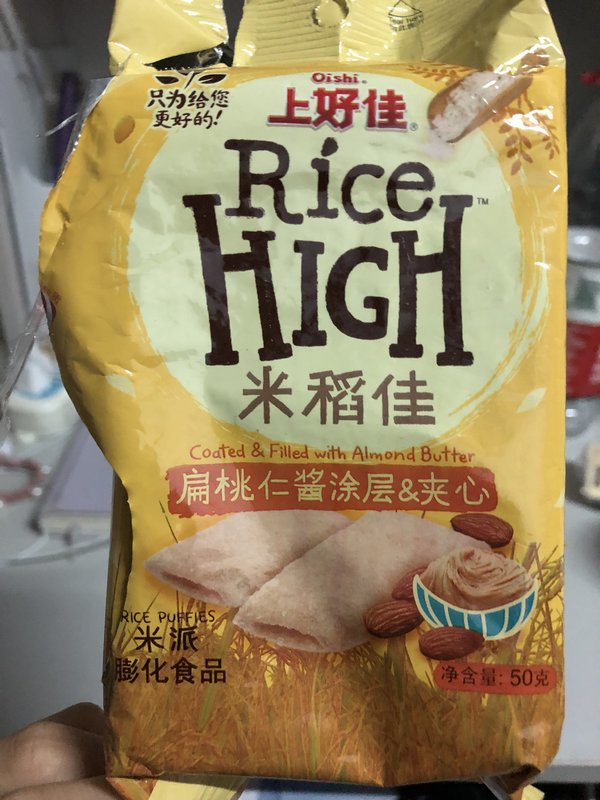 只为给您
更好的!
Oishi®
上好佳®
Rice
HIGH™
米稻佳
Coated & Filled with Almond Butter
扁桃仁酱涂层&夹心
RICE PUFFIES
米派
膨化食品
净含量: 50克